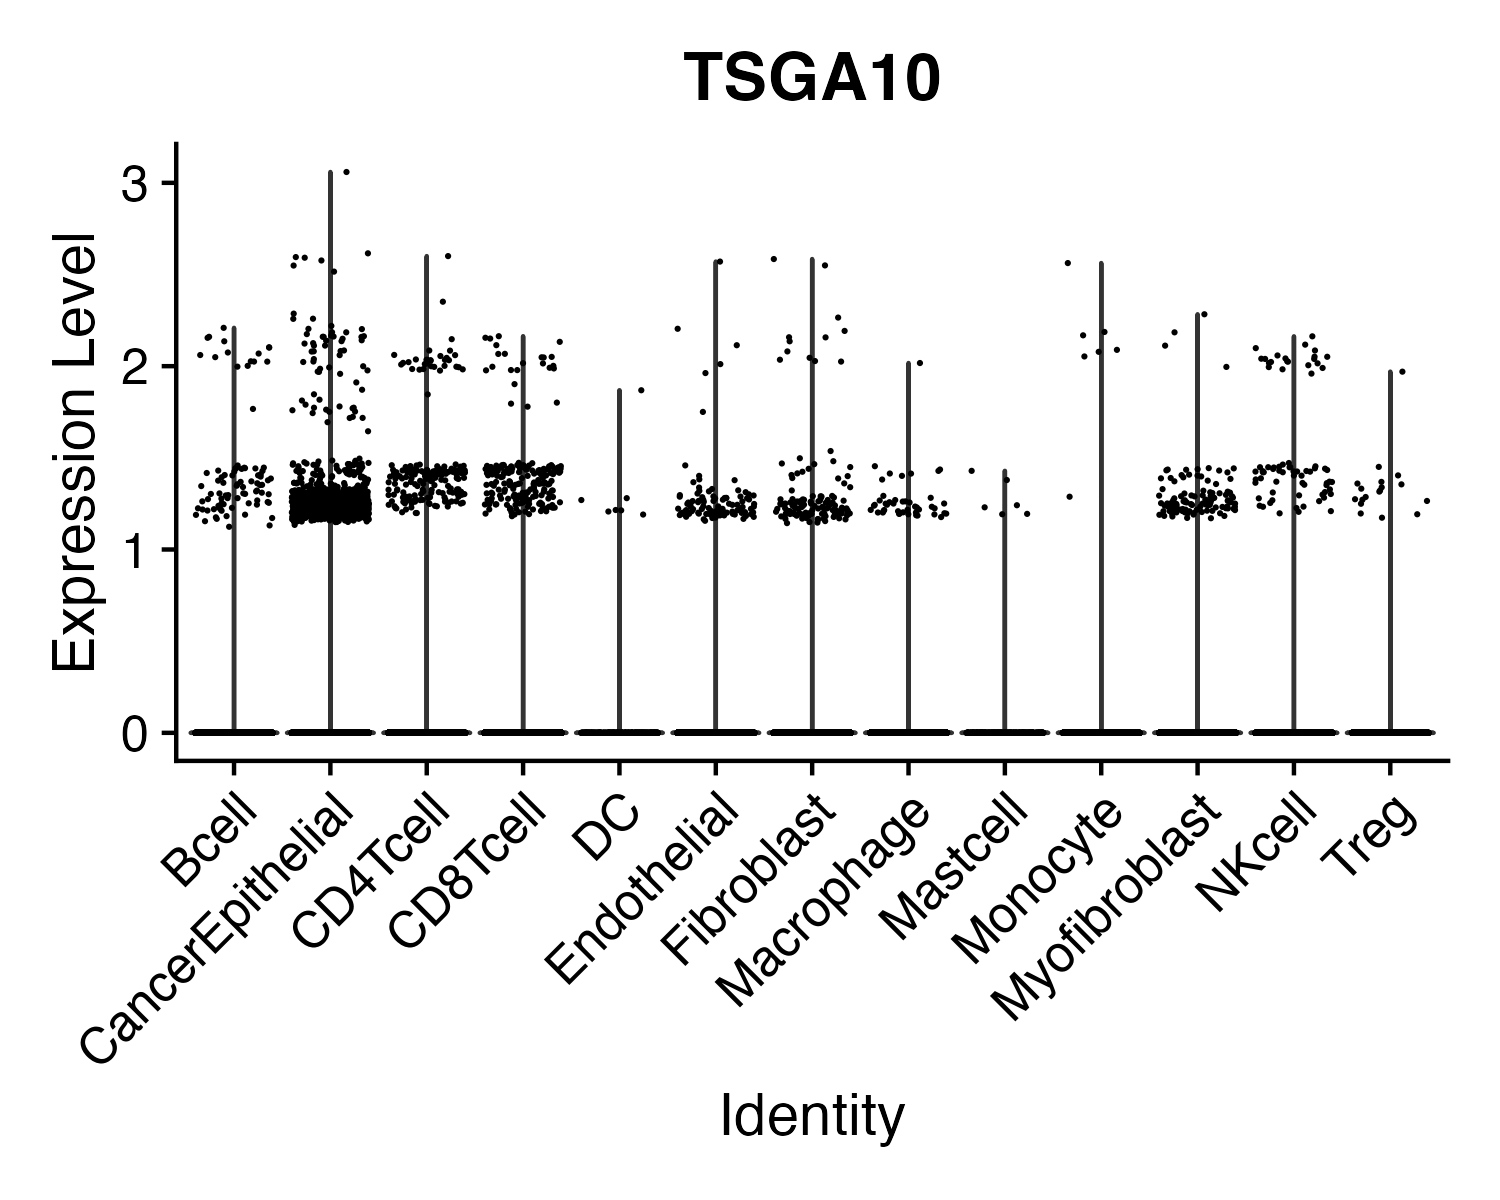 TSGA10
Expression Level
3
2
1
0
Bcell
CancerEpithelial
CD4Tcell
CD8Tcell
DC
Endothelial
Fibroblast
Macrophage
Mastcell
Monocyte
Myofibroblast
NKcell
Treg
Identity